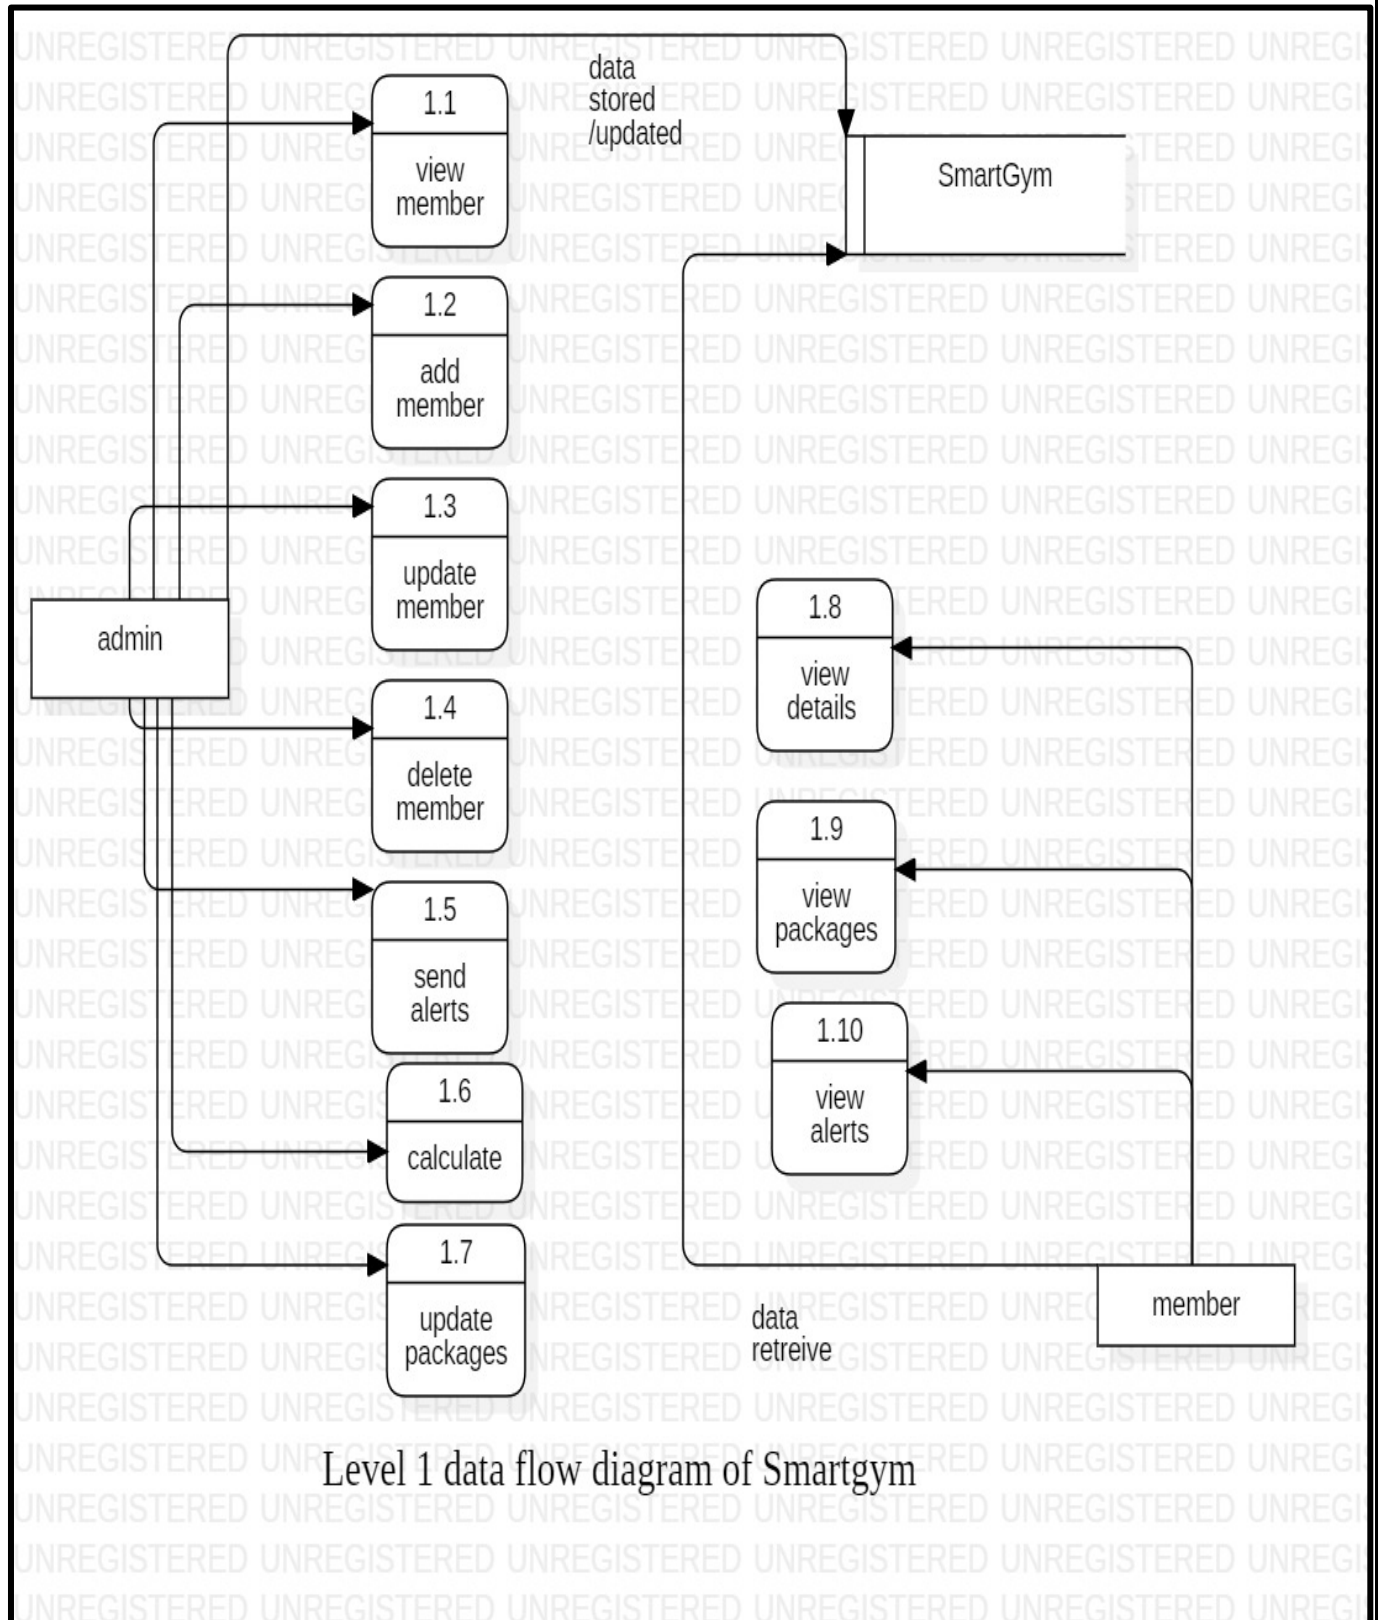 data
stored
/updated
1.1
view
member
SmartGym
1.2
add
member
1.3
update
member
admin
1.4
delete
member
1.5
send
alerts
1.6
calculate
1.7
update
packages
1.8
view
details
1.9
view
packages
1.10
view
alerts
member
data
retreive
Level 1 data flow diagram of Smartgym
UNREGISTERED